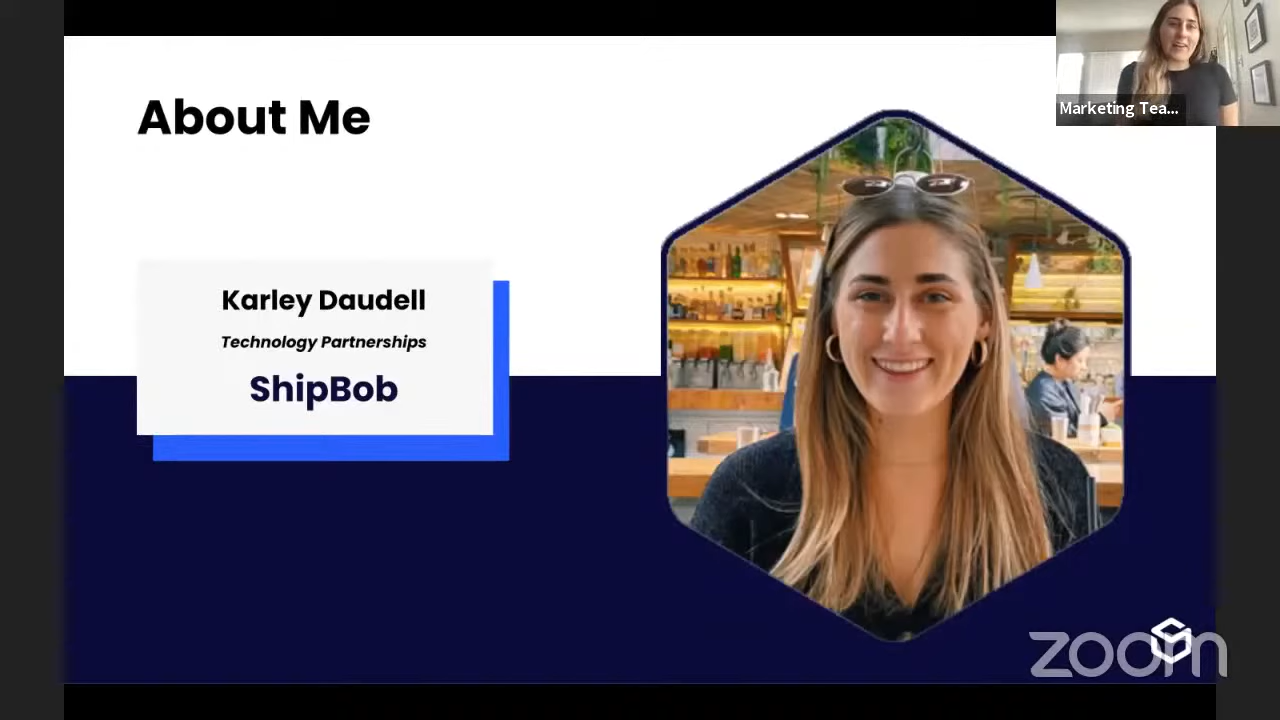 About Me
Karley Daudell
Technology Partnerships
ShipBob
Marketing Tea...
zoom